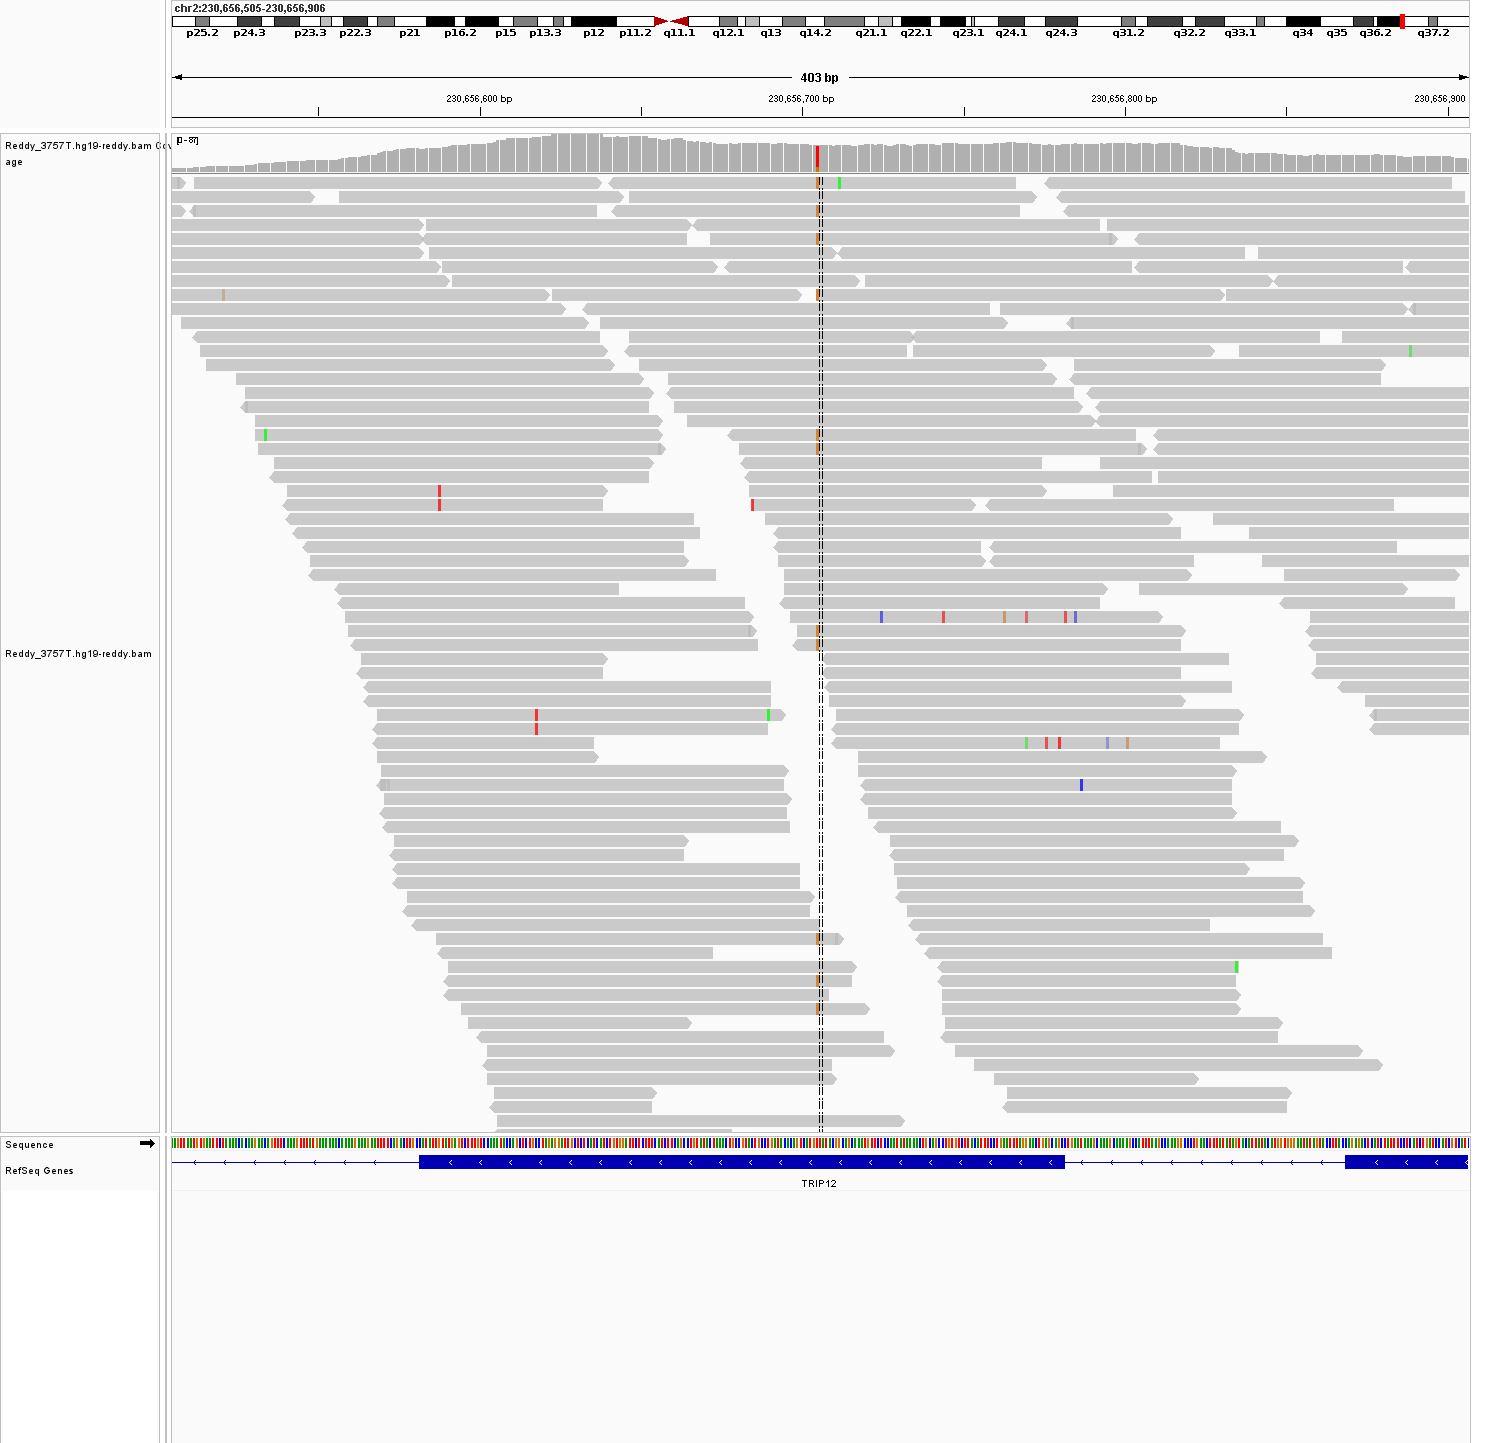 chr2:230,656,505-230,656,906
p25.2 p24.3 p23.3 p22.3 p21 p16.2 p15 p13.3 p12 p11.2 q11.1 q12.1 q13 q14.2 q21.1 q22.1 q23.1 q24.1 q24.3 q31.2 q32.2 q33.1 q34 q35 q36.2 q37.2
403 bp
230,656,600 bp 230,656,700 bp 230,656,800 bp 230,656,900
Reddy_3757T.hg19-reddy.bam Cov
age
[0 - 87]
Reddy_3757T.hg19-reddy.bam
Sequence
RefSeq Genes
TRIP12